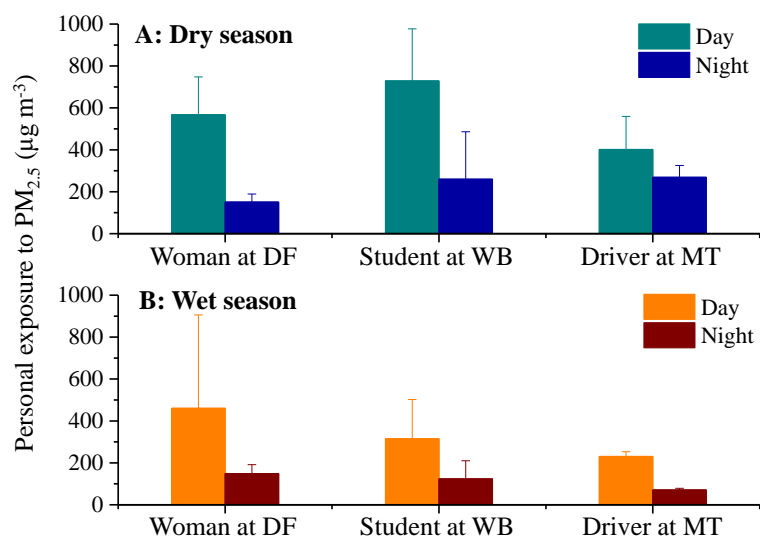 Personal exposure to PM2.5 (µg m-3)
A: Dry season
Day
Night
1000
800
600
400
200
0
Woman at DF Student at WB Driver at MT
B: Wet season
Day
Night
1000
800
600
400
200
0
Woman at DF Student at WB Driver at MT